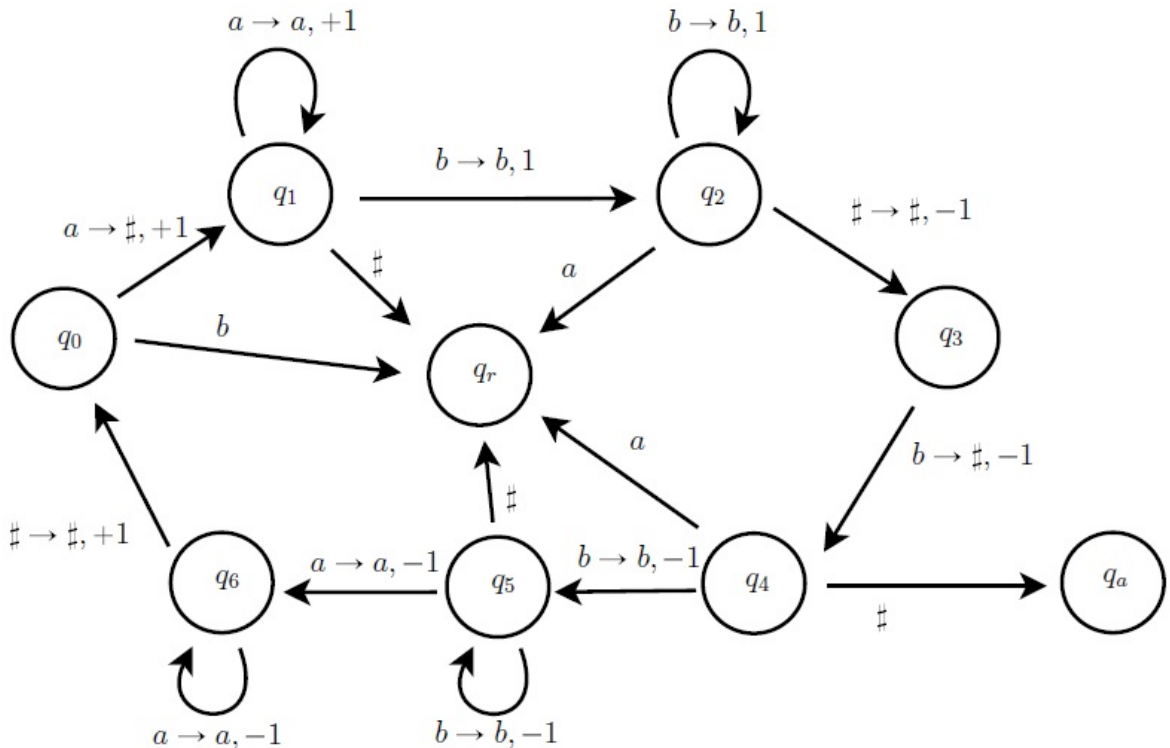 a → a, +1
b → b, 1
b → b, 1
q₁
q₂
a → ♯, +1
♯
a
♯ → ♯, −1
b
q₀
q₃
qᵣ
a
b → ♯, −1
♯
♯ → ♯, +1
a → a, −1
b → b, −1
q₆
q₅
q₄
qₐ
♯
a → a, −1
b → b, −1